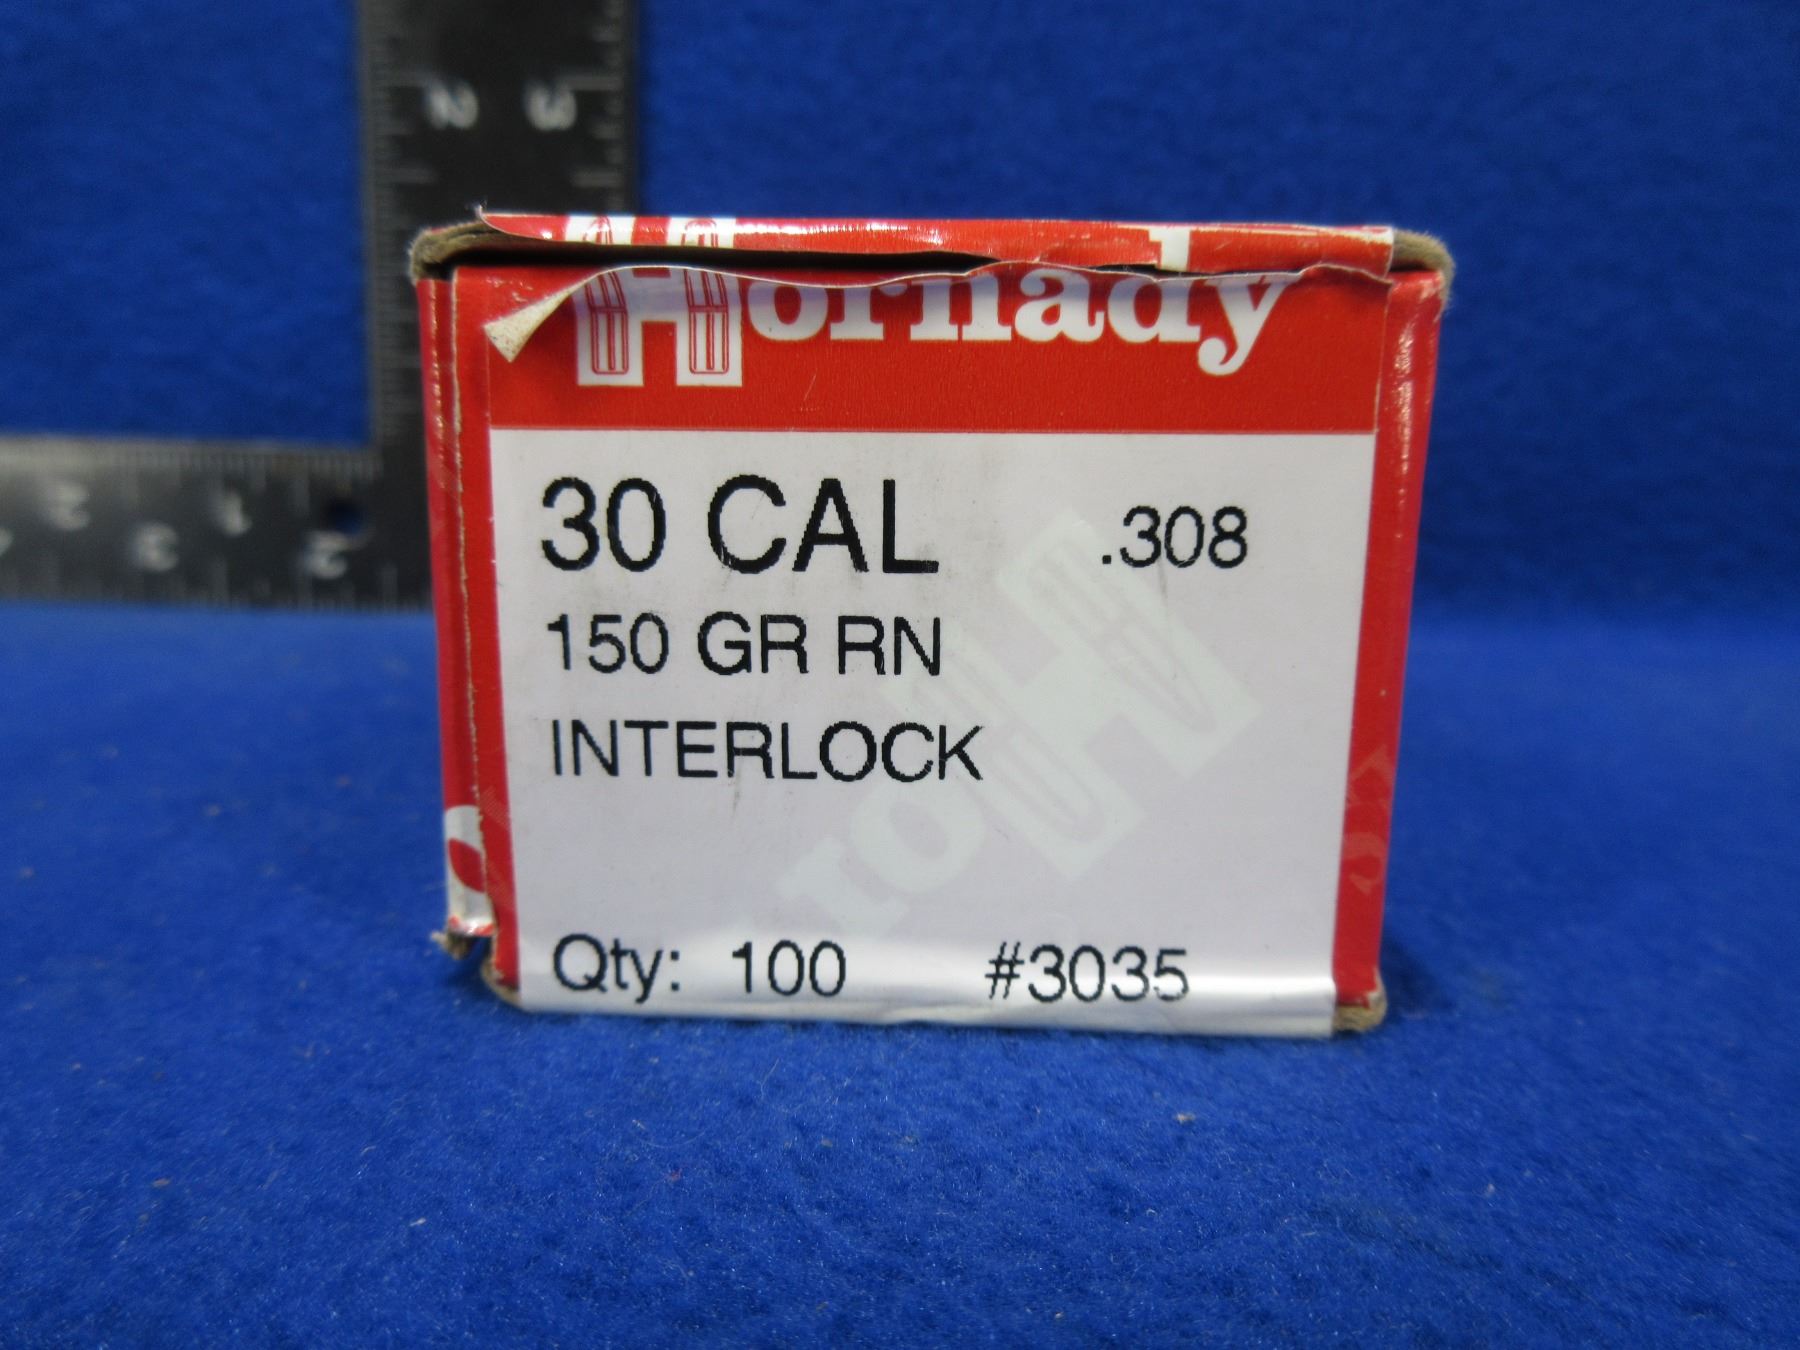 Hornady
30 CAL .308
150 GR RN
INTERLOCK
Qty: 100 #3035